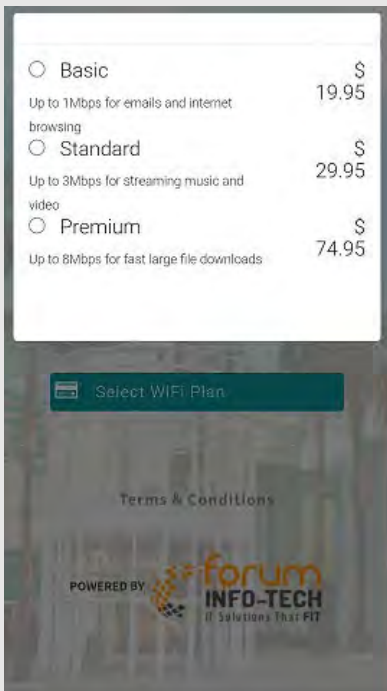 Basic $
Up to 1Mbps for emails and internet 19.95
browsing
Standard $
Up to 3Mbps for streaming music and 29.95
video
Premium $
Up to 8Mbps for fast large file downloads 74.95
Select WiFi Plan
Terms & Conditions
POWERED BY forum
INFO-TECH
IT Solutions That FIT